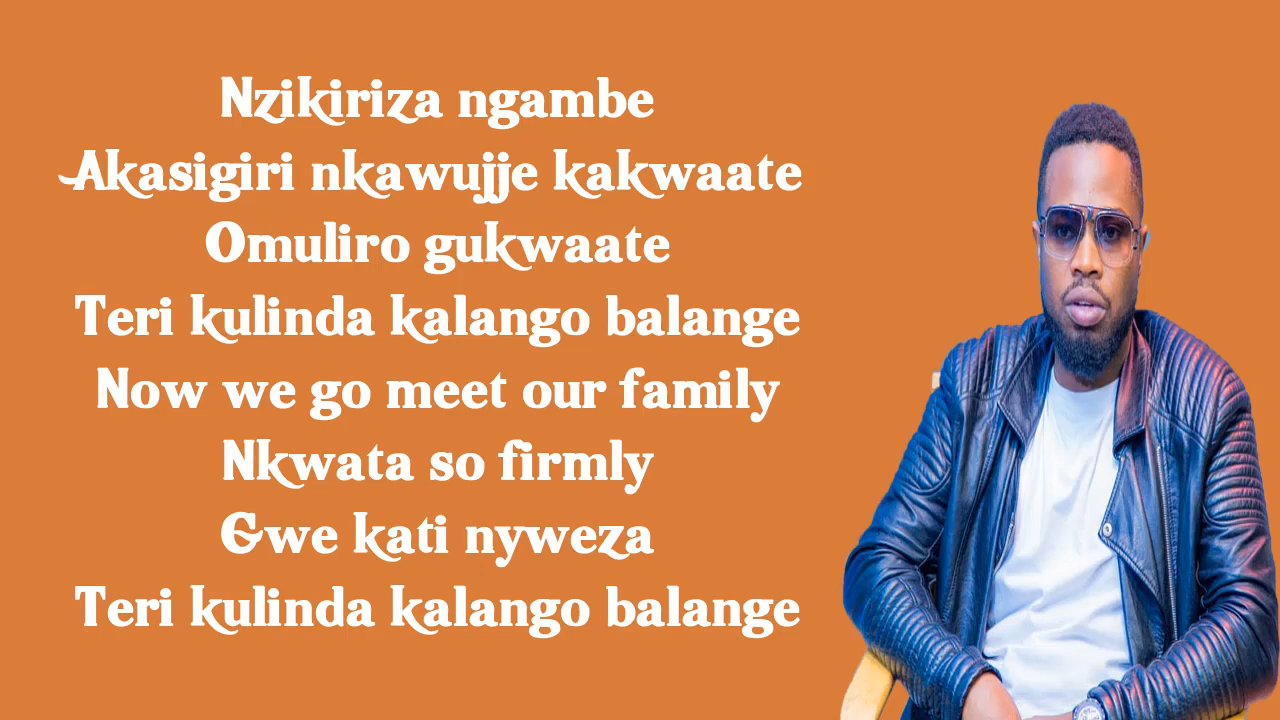 Nzikiriza ngambe
Akasigiri nkawujje kakwaate
Omuliro gukwaate
Teri kulinda kalango balange
Now we go meet our family
Nkwata so firmly
Gwe kati nyweza
Teri kulinda kalango balange